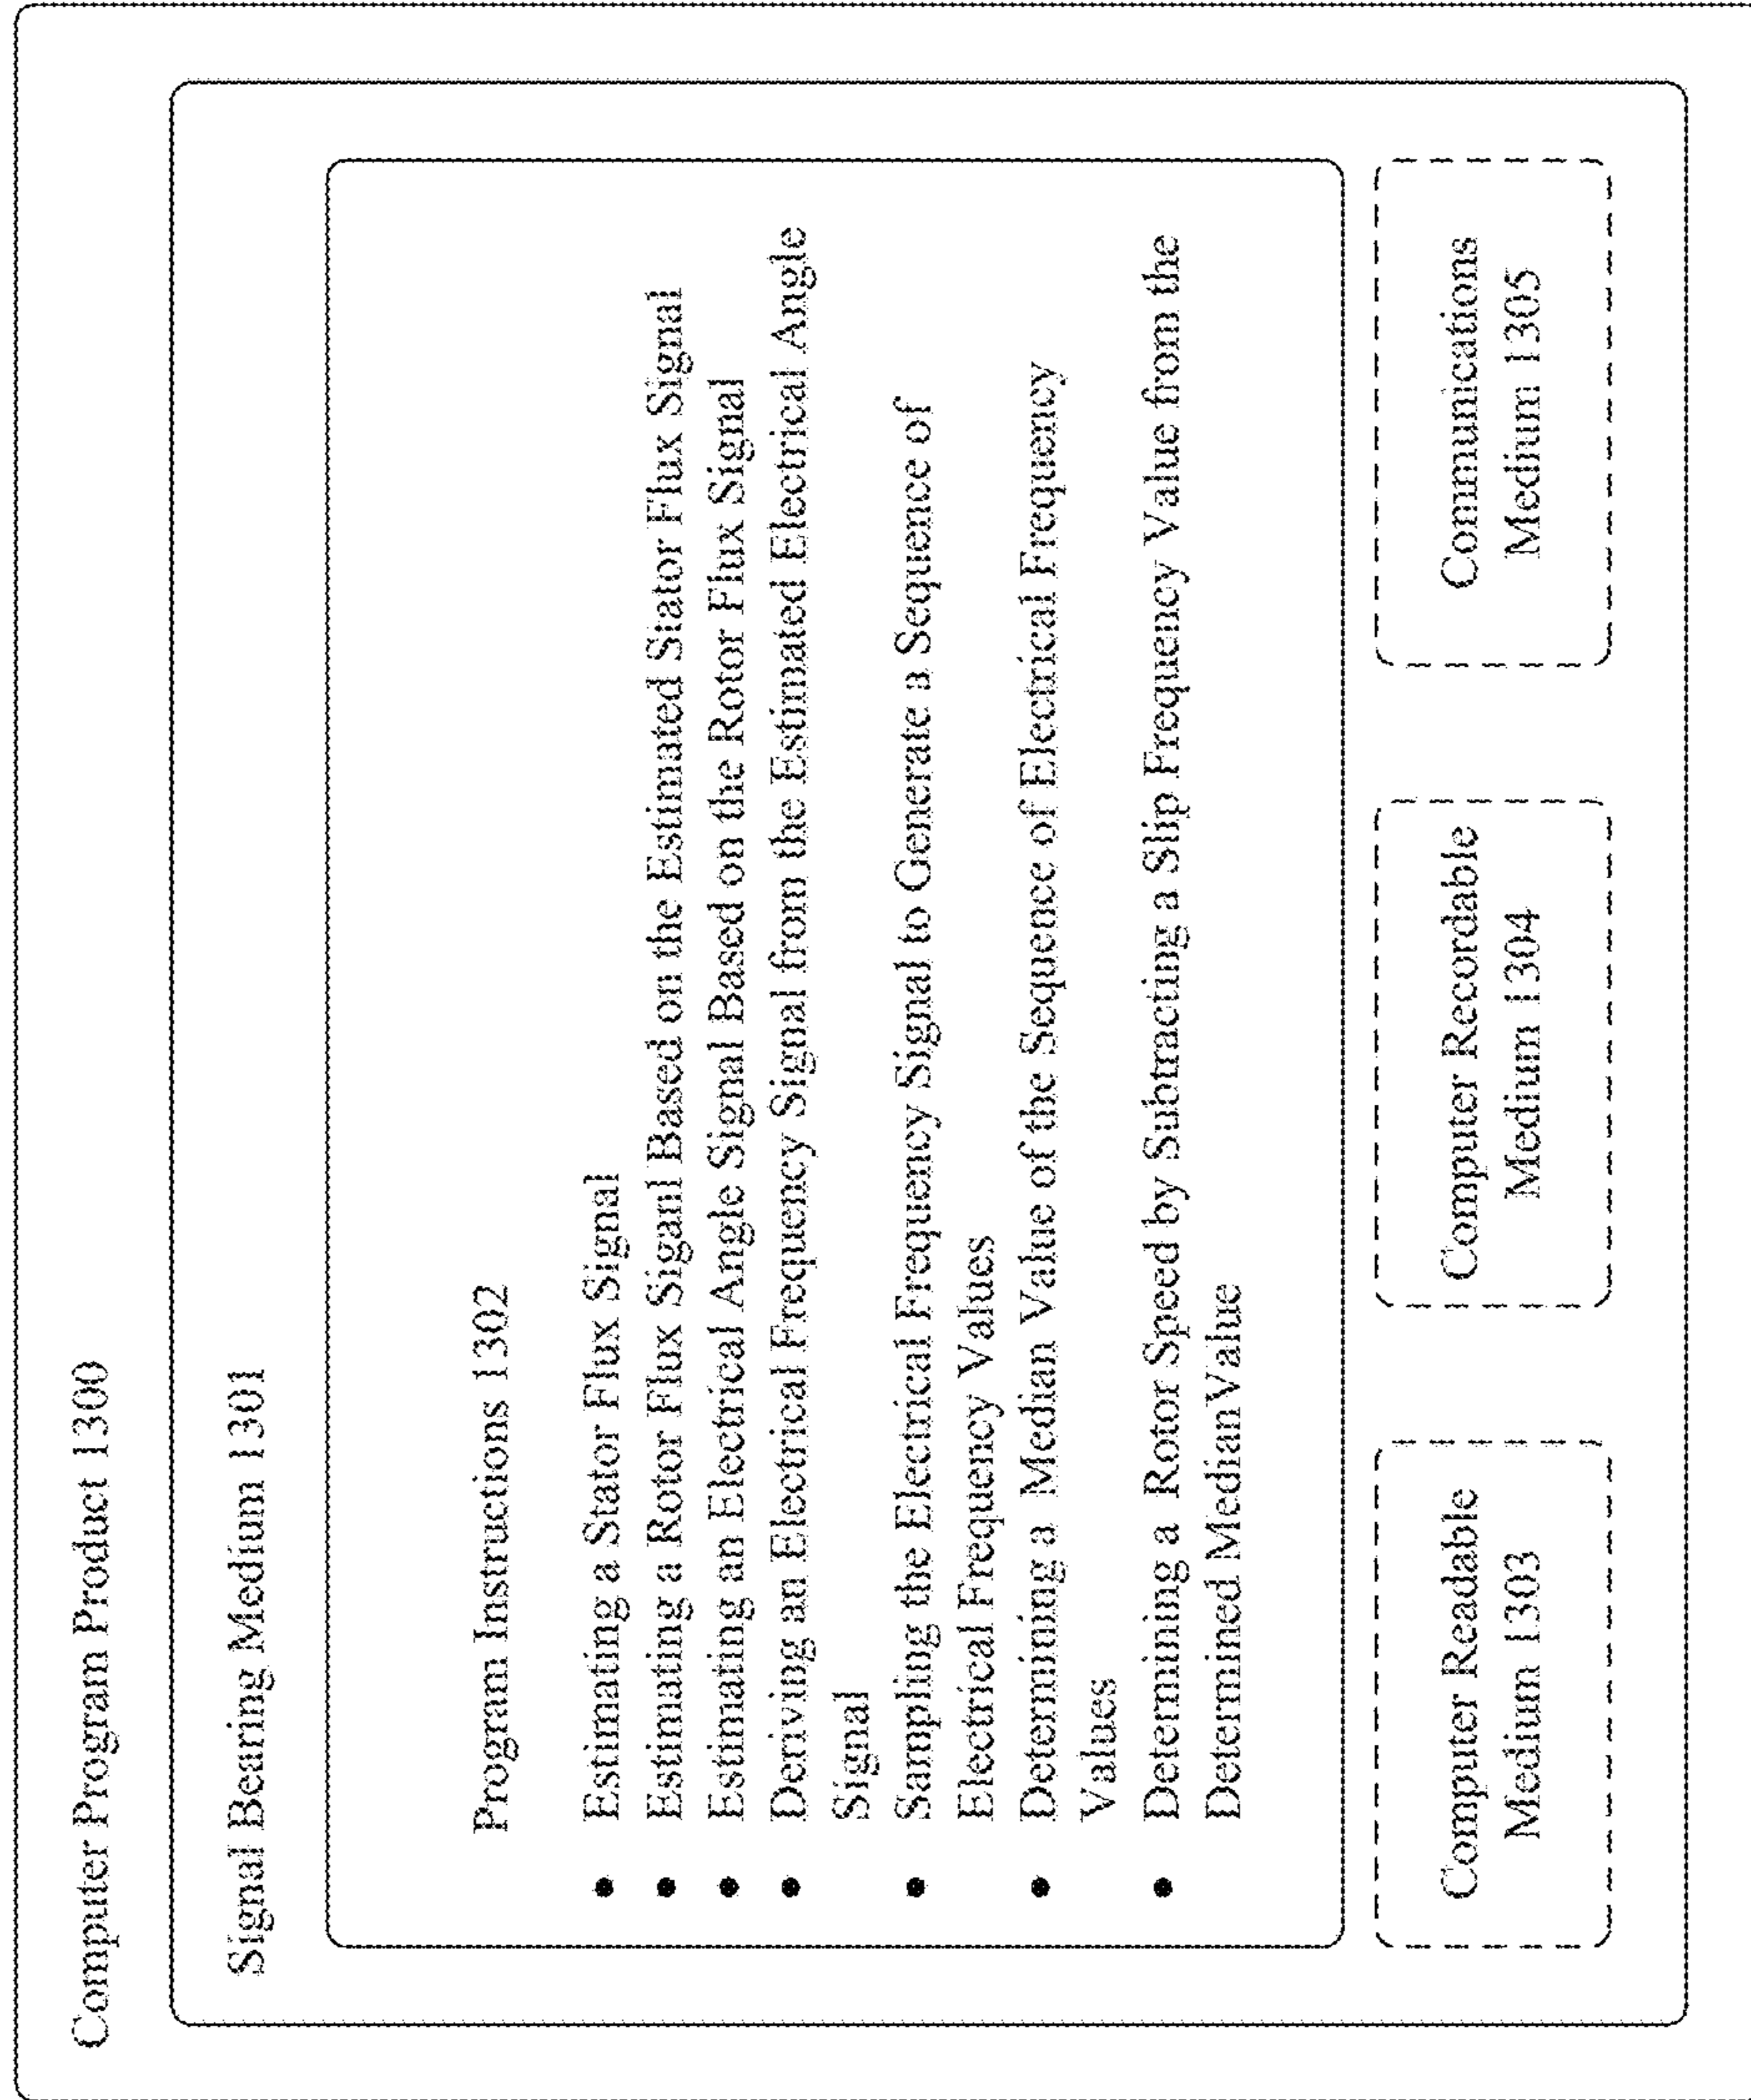 Computer Program Product 1300
Signal Bearing Medium 1301
Program Instructions 1302
• Estimating a Stator Flux Signal
• Estimating a Rotor Flux Siganl Based on the Estimated Stator Flux Signal
• Estimating an Electrical Angle Signal Based on the Rotor Flux Signal
• Deriving an Electrical Frequency Signal from the Estimated Electrical Angle
Signal
• Sampling the Electrical Frequency Signal to Generate a Sequence of
Electrical Frequency Values
• Determining a Median Value of the Sequence of Electrical Frequency
Values
• Determining a Rotor Speed by Subtracting a Slip Frequency Value from the
Determined MedianValue
Computer Readable
Medium 1303
Computer Recordable
Medium 1304
Communications
Medium 1305